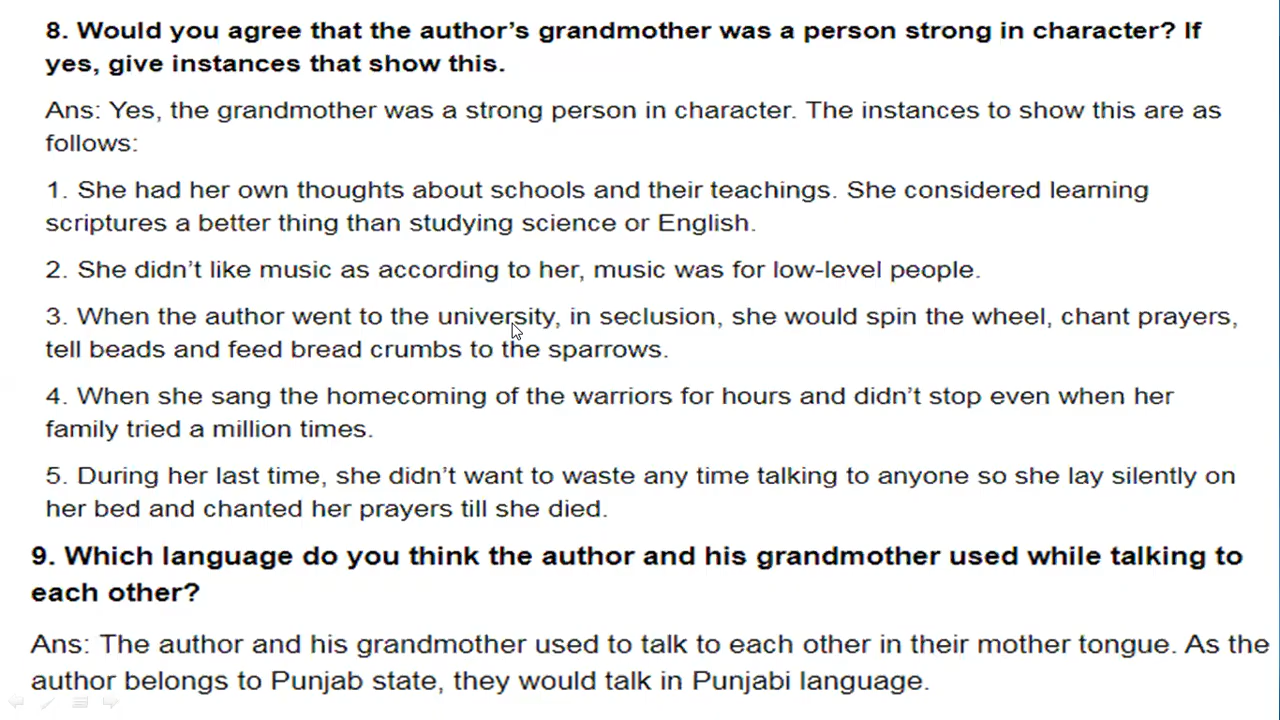 8. Would you agree that the author’s grandmother was a person strong in character? If
yes, give instances that show this.
Ans: Yes, the grandmother was a strong person in character. The instances to show this are as
follows:
1. She had her own thoughts about schools and their teachings. She considered learning
scriptures a better thing than studying science or English.
2. She didn’t like music as according to her, music was for low-level people.
3. When the author went to the university, in seclusion, she would spin the wheel, chant prayers,
tell beads and feed bread crumbs to the sparrows.
4. When she sang the homecoming of the warriors for hours and didn’t stop even when her
family tried a million times.
5. During her last time, she didn’t want to waste any time talking to anyone so she lay silently on
her bed and chanted her prayers till she died.
9. Which language do you think the author and his grandmother used while talking to
each other?
Ans: The author and his grandmother used to talk to each other in their mother tongue. As the
author belongs to Punjab state, they would talk in Punjabi language.